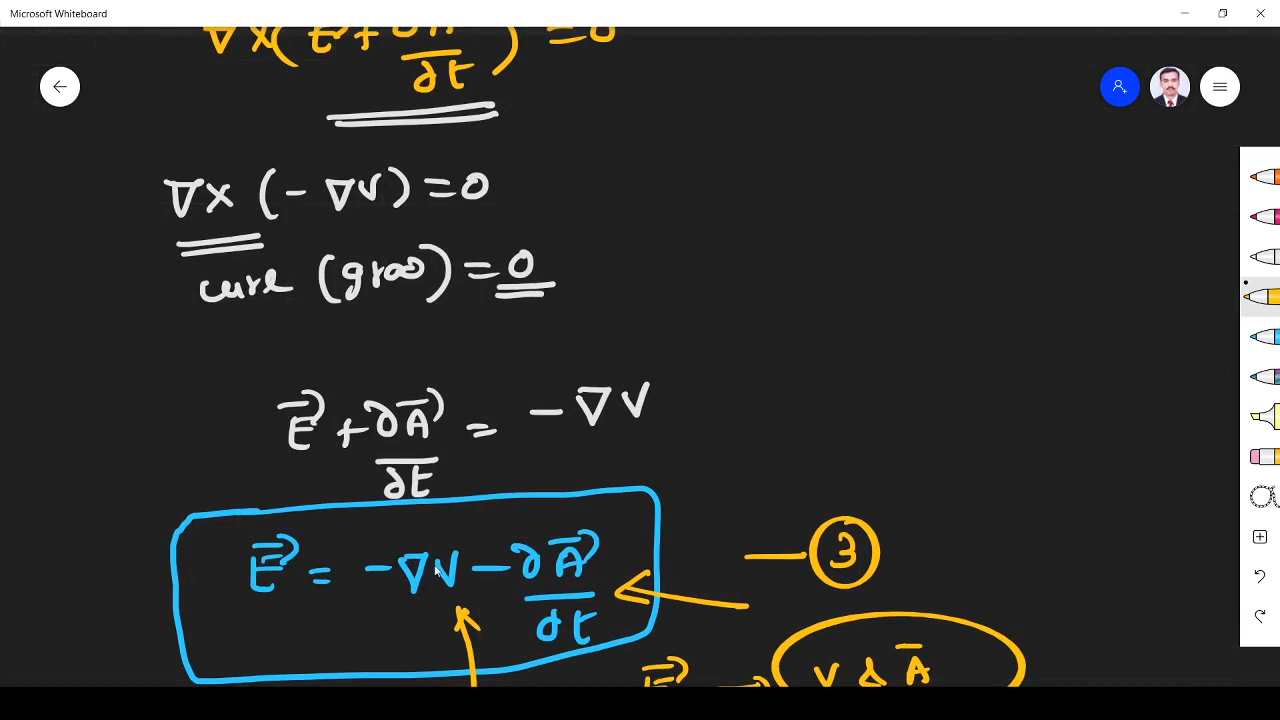 Microsoft Whiteboard
∇×(E⃗+∂A⃗/∂t)=0
∇×(-∇V)=0
curl (grad)=0
E⃗+∂A⃗/∂t=-∇V
E⃗=-∇V-∂A⃗/∂t —③
E⃗ → V & A⃗